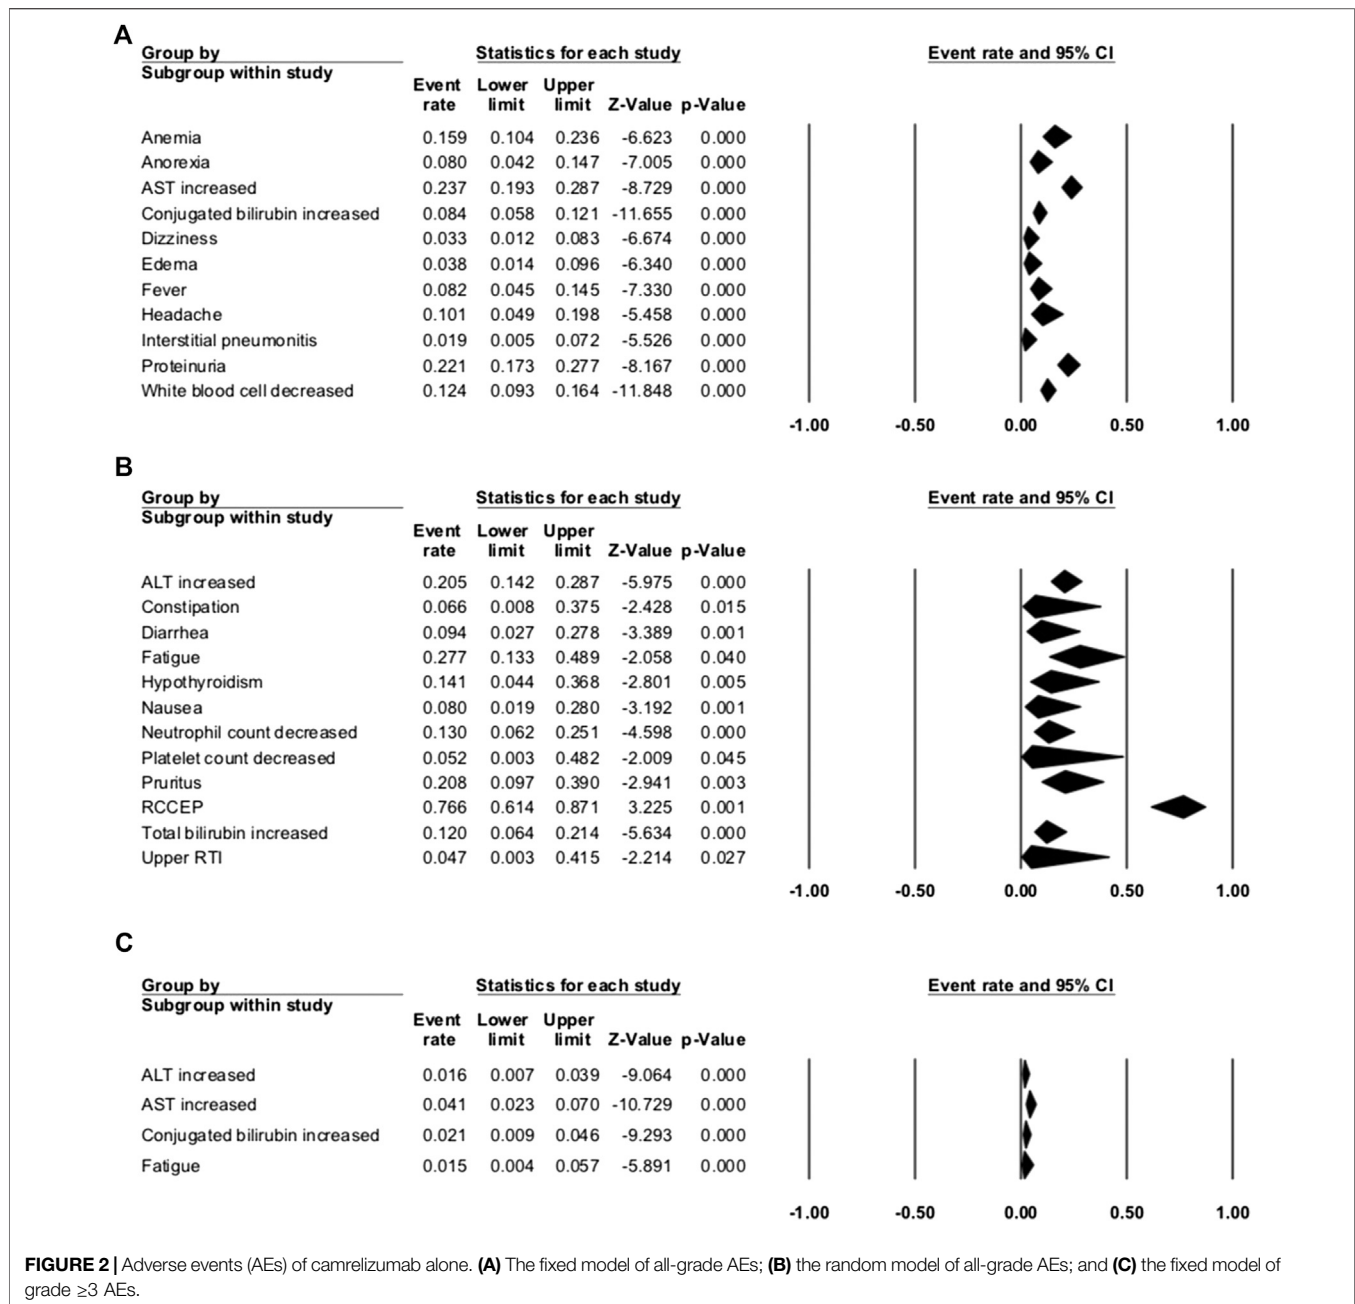 A
Group by Statistics for each study Event rate and 95% CI
Subgroup within study
Event Lower Upper
rate limit limit Z-Value p-Value
Anemia 0.159 0.104 0.236 -6.623 0.000
Anorexia 0.080 0.042 0.147 -7.005 0.000
AST increased 0.237 0.193 0.287 -8.729 0.000
Conjugated bilirubin increased 0.084 0.058 0.121 -11.655 0.000
Dizziness 0.033 0.012 0.083 -6.674 0.000
Edema 0.038 0.014 0.096 -6.340 0.000
Fever 0.082 0.045 0.145 -7.330 0.000
Headache 0.101 0.049 0.198 -5.458 0.000
Interstitial pneumonitis 0.019 0.005 0.072 -5.526 0.000
Proteinuria 0.221 0.173 0.277 -8.167 0.000
White blood cell decreased 0.124 0.093 0.164 -11.848 0.000
-1.00 -0.50 0.00 0.50 1.00
B
Group by Statistics for each study Event rate and 95% CI
Subgroup within study
Event Lower Upper
rate limit limit Z-Value p-Value
ALT increased 0.205 0.142 0.287 -5.975 0.000
Constipation 0.066 0.008 0.375 -2.428 0.015
Diarrhea 0.094 0.027 0.278 -3.389 0.001
Fatigue 0.277 0.133 0.489 -2.058 0.040
Hypothyroidism 0.141 0.044 0.368 -2.801 0.005
Nausea 0.080 0.019 0.280 -3.192 0.001
Neutrophil count decreased 0.130 0.062 0.251 -4.598 0.000
Platelet count decreased 0.052 0.003 0.482 -2.009 0.045
Pruritus 0.208 0.097 0.390 -2.941 0.003
RCCEP 0.766 0.614 0.871 3.225 0.001
Total bilirubin increased 0.120 0.064 0.214 -5.634 0.000
Upper RTI 0.047 0.003 0.415 -2.214 0.027
-1.00 -0.50 0.00 0.50 1.00
C
Group by Statistics for each study Event rate and 95% CI
Subgroup within study
Event Lower Upper
rate limit limit Z-Value p-Value
ALT increased 0.016 0.007 0.039 -9.064 0.000
AST increased 0.041 0.023 0.070 -10.729 0.000
Conjugated bilirubin increased 0.021 0.009 0.046 -9.293 0.000
Fatigue 0.015 0.004 0.057 -5.891 0.000
-1.00 -0.50 0.00 0.50 1.00
FIGURE 2 | Adverse events (AEs) of camrelizumab alone. (A) The fixed model of all-grade AEs; (B) the random model of all-grade AEs; and (C) the fixed model of
grade ≥3 AEs.